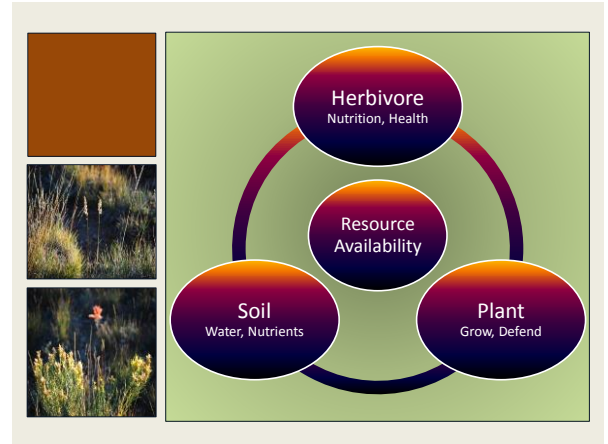 Herbivore
Nutrition, Health
Resource
Availability
Soil
Water, Nutrients
Plant
Grow, Defend